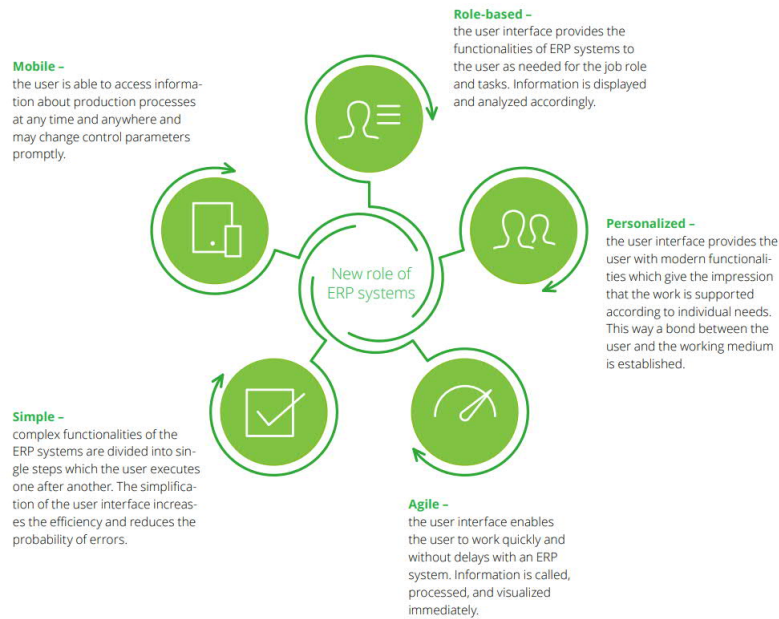 Role-based –
the user interface provides the
functionalities of ERP systems to
the user as needed for the job role
and tasks. Information is displayed
and analyzed accordingly.
Mobile –
the user is able to access informa-
tion about production processes
at any time and anywhere and
may change control parameters
promptly.
Personalized –
the user interface provides the
user with modern functionali-
ties which give the impression
that the work is supported
according to individual needs.
This way a bond between the
user and the working medium
is established.
New role of
ERP systems
Simple –
complex functionalities of the
ERP systems are divided into sin-
gle steps which the user executes
one after another. The simplifica-
tion of the user interface increas-
es the efficiency and reduces the
probability of errors.
Agile –
the user interface enables
the user to work quickly and
without delays with an ERP
system. Information is called,
processed, and visualized
immediately.